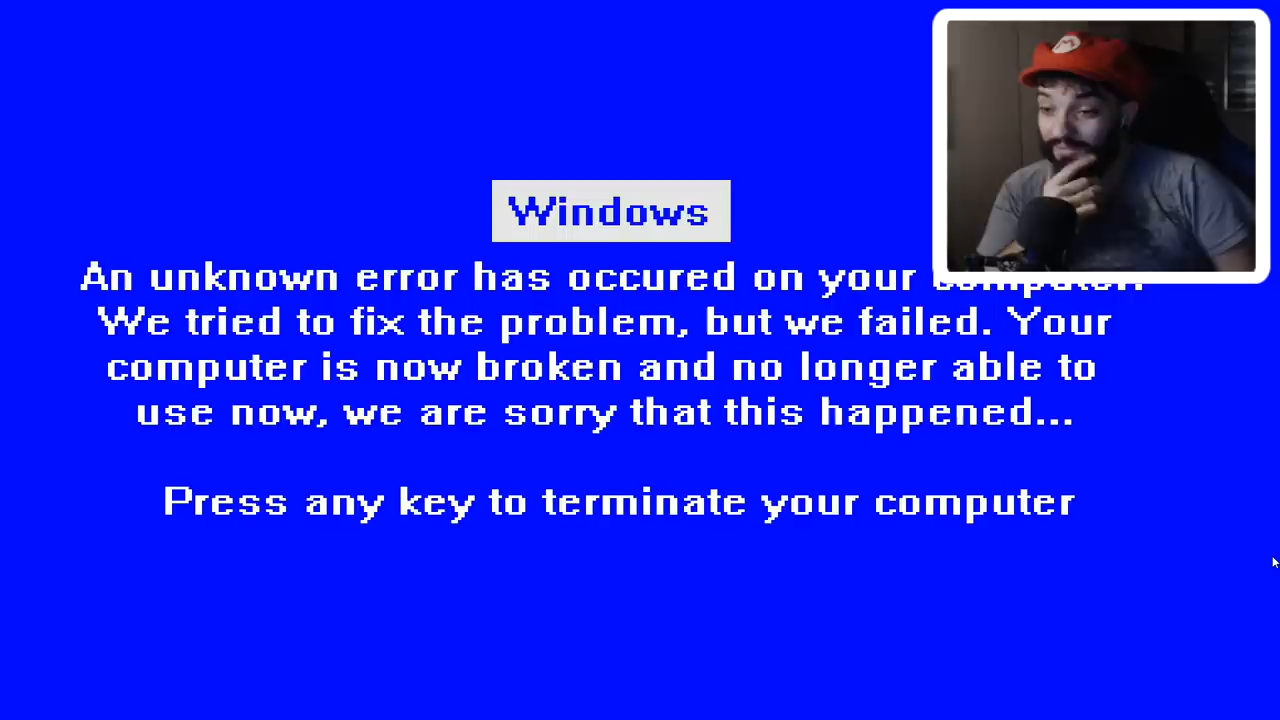 Windows
An unknown error has occured on your
We tried to fix the problem, but we failed. Your
computer is now broken and no longer able to
use now, we are sorry that this happened...
Press any key to terminate your computer